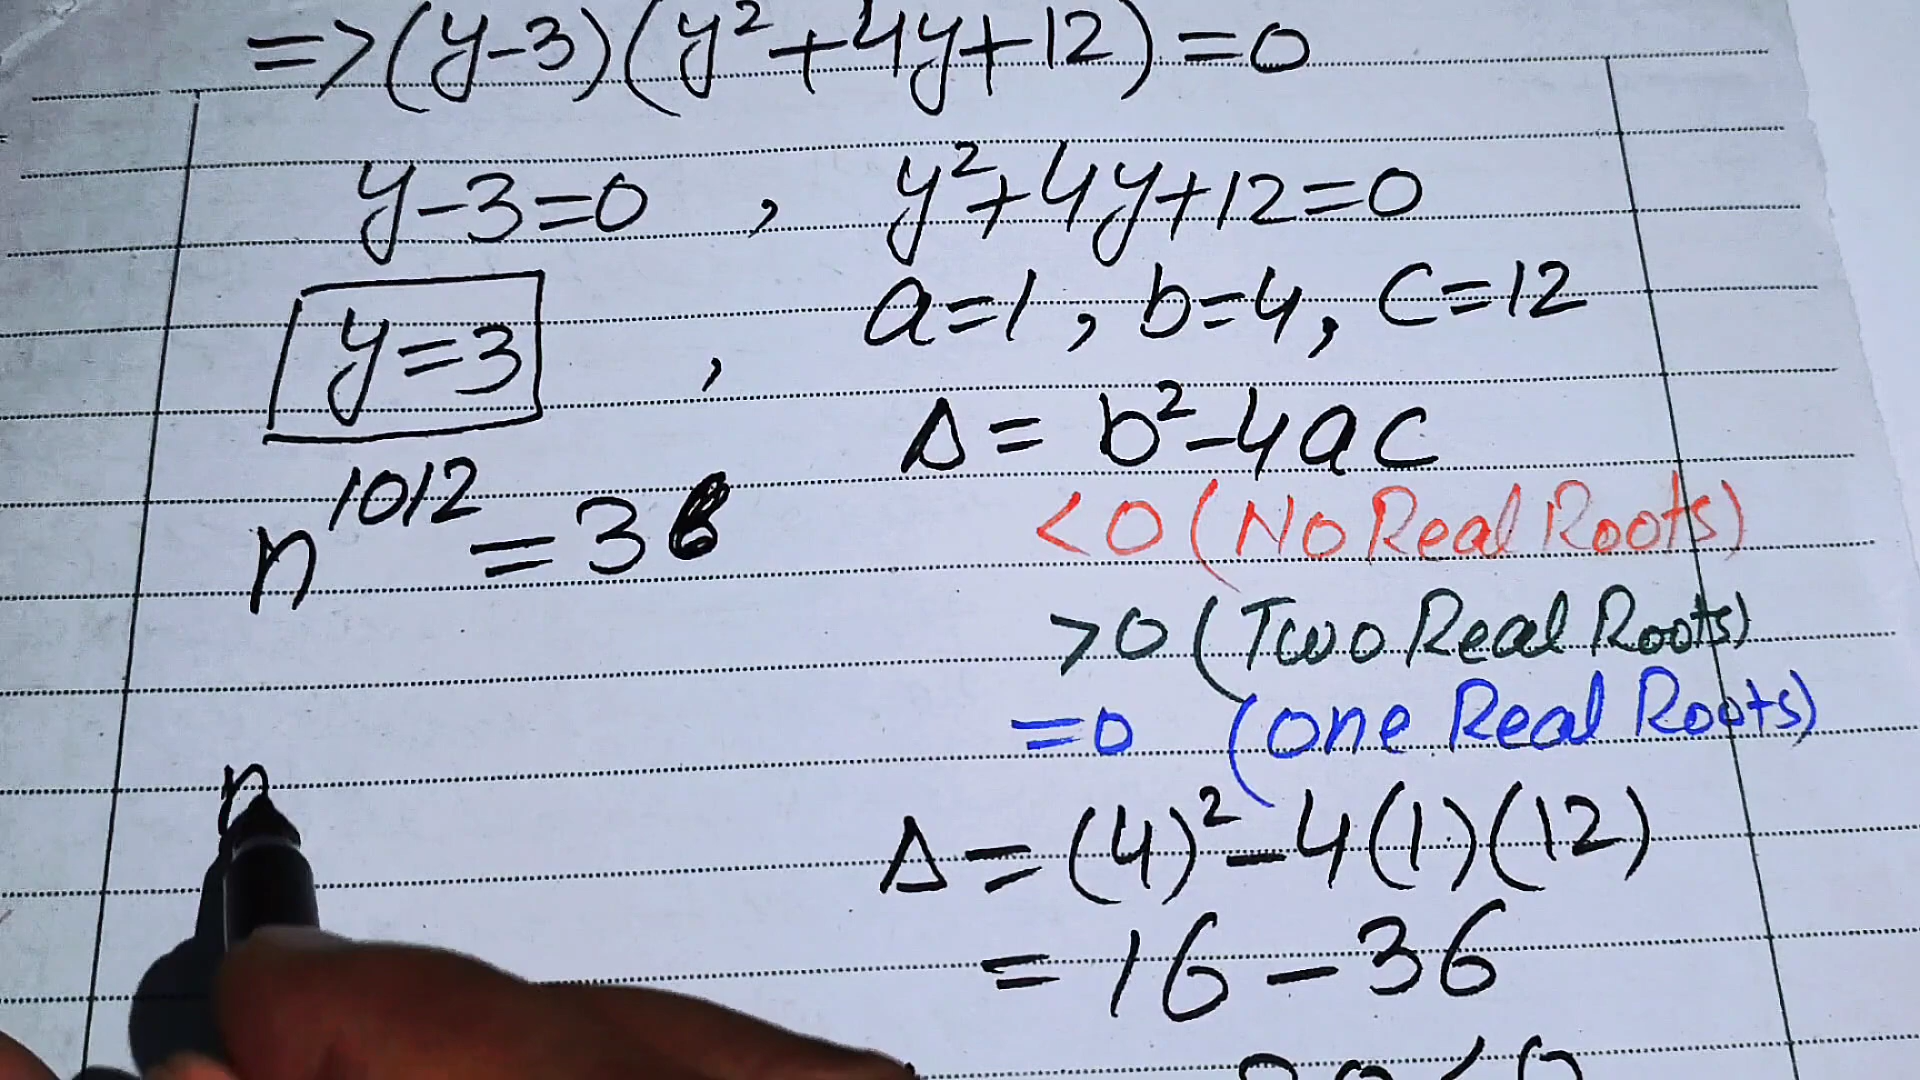 =>(y-3)(y²+4y+12)=0
y-3=0 , y²+4y+12=0
y=3 , a=1, b=4, c=12
Δ= b²-4ac
n¹⁰¹²=3
<0 (No Real Roots)
>0 (Two Real Roots)
=0 (one Real Roots)
n
Δ=(4)²-4(1)(12)
=16-36